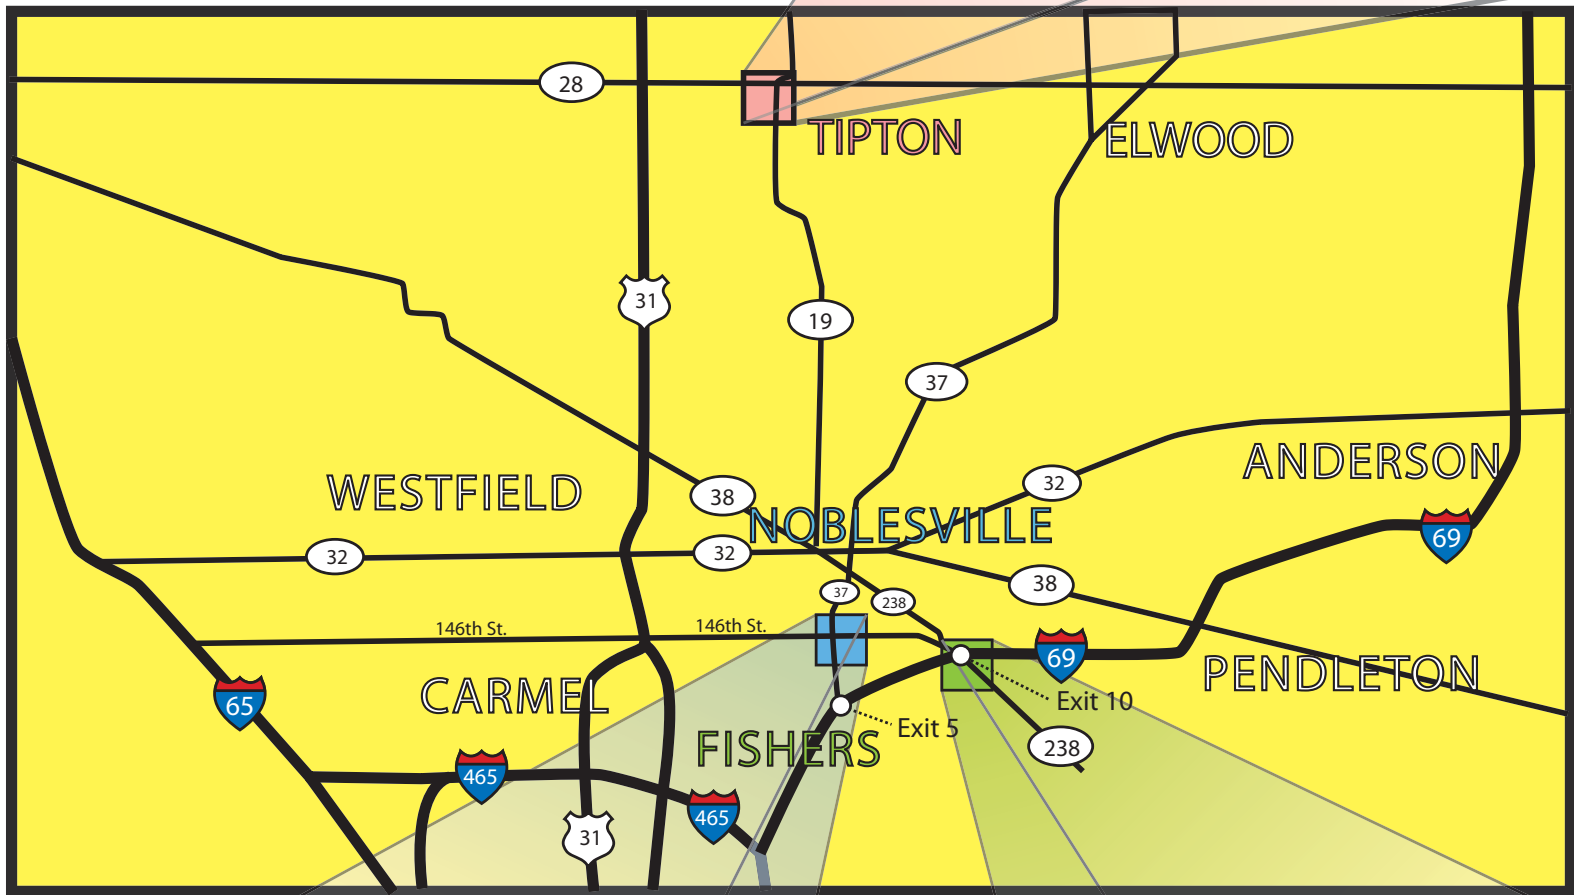 28
TIPTON
ELWOOD
31
19
37
WESTFIELD
38
NOBLESVILLE
32
ANDERSON
32
32
69
38
37
238
146th St.
146th St.
69
PENDLETON
65
CARMEL
Exit 10
Exit 5
FISHERS
238
465
465
31